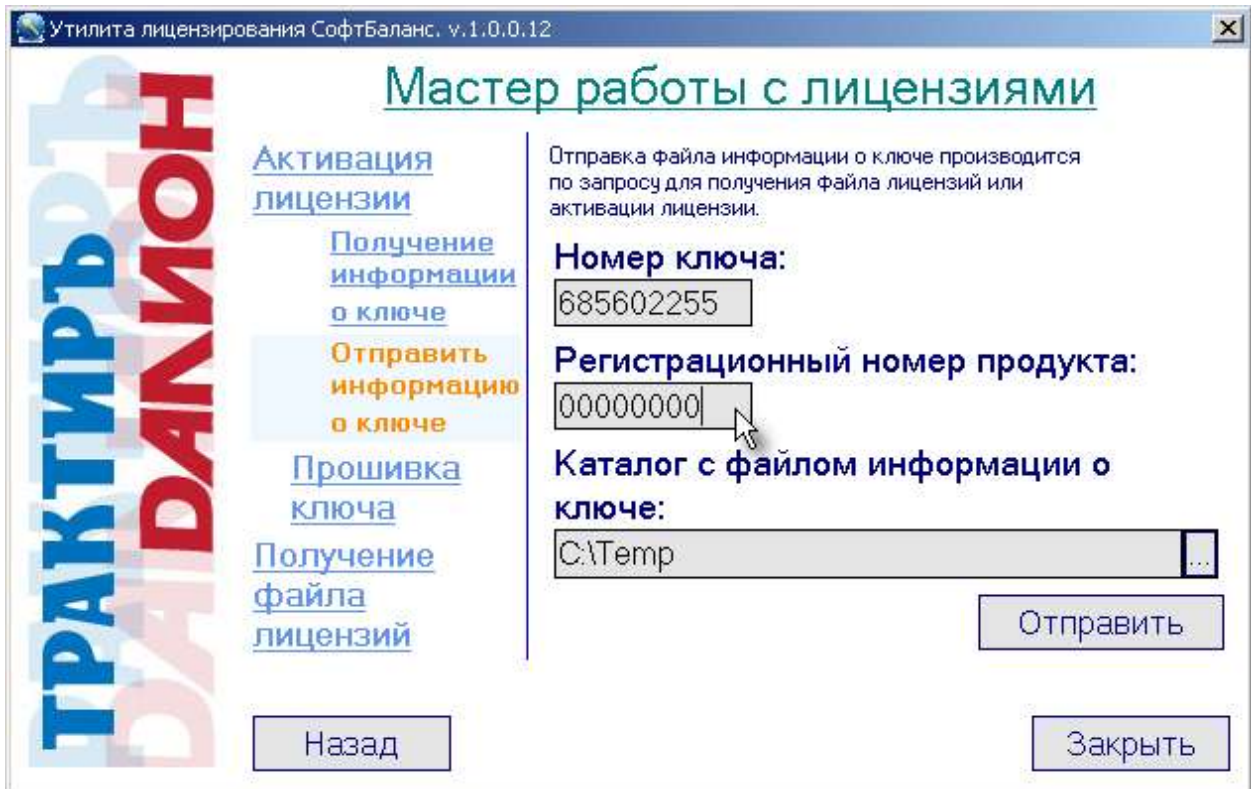 Утилита лицензирования СофтБаланс. v.1.0.0.12
Мастер работы с лицензиями
ТРАКТИРЪ
DАNИОН
Активация
лицензии
Получение
информации
о ключе
Отправить
информацию
о ключе
Прошивка
ключа
Получение
файла
лицензий
Отправка файла информации о ключе производится
по запросу для получения файла лицензий или
активации лицензии.
Номер ключа:
685602255
Регистрационный номер продукта:
00000000
Каталог с файлом информации о
ключе:
C:\Temp
...
Отправить
Назад
Закрыть